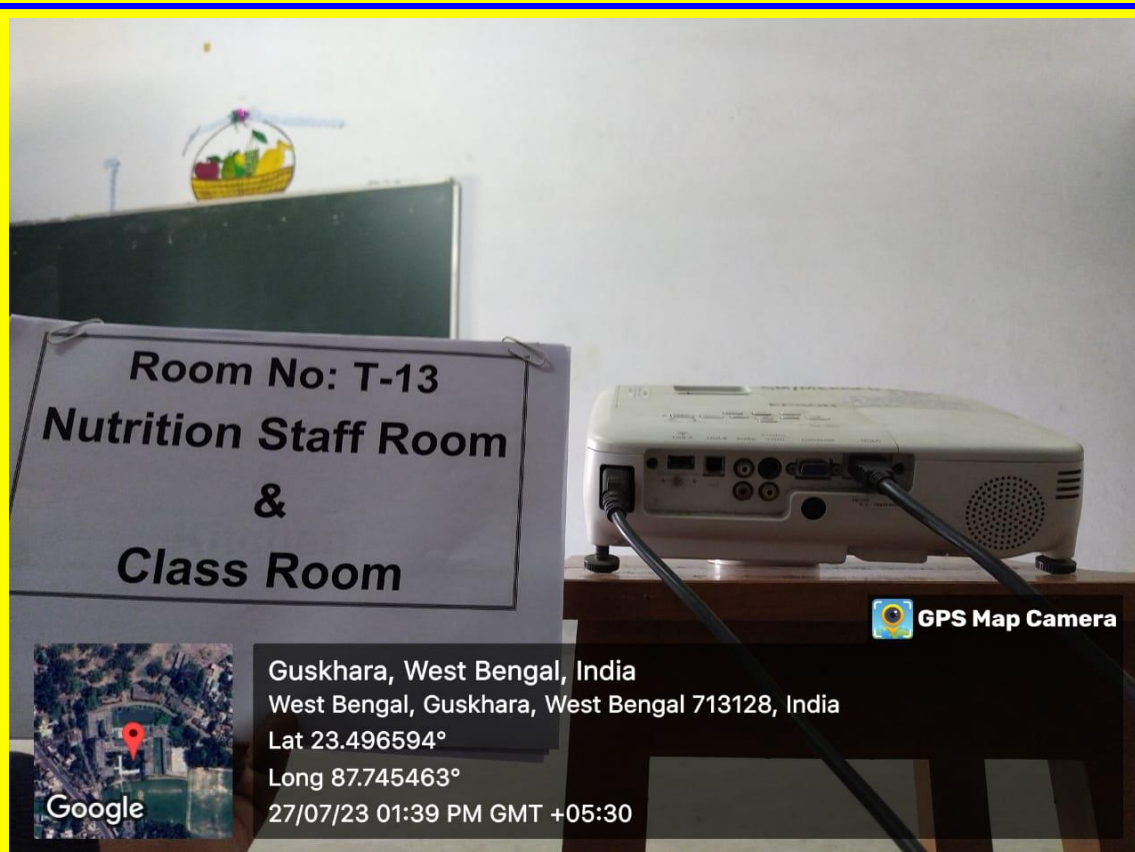 Room No: T-13
Nutrition Staff Room
&
Class Room
GPS Map Camera
Guskhara, West Bengal, India
West Bengal, Guskhara, West Bengal 713128, India
Lat 23.496594°
Long 87.745463°
27/07/23 01:39 PM GMT +05:30
Google